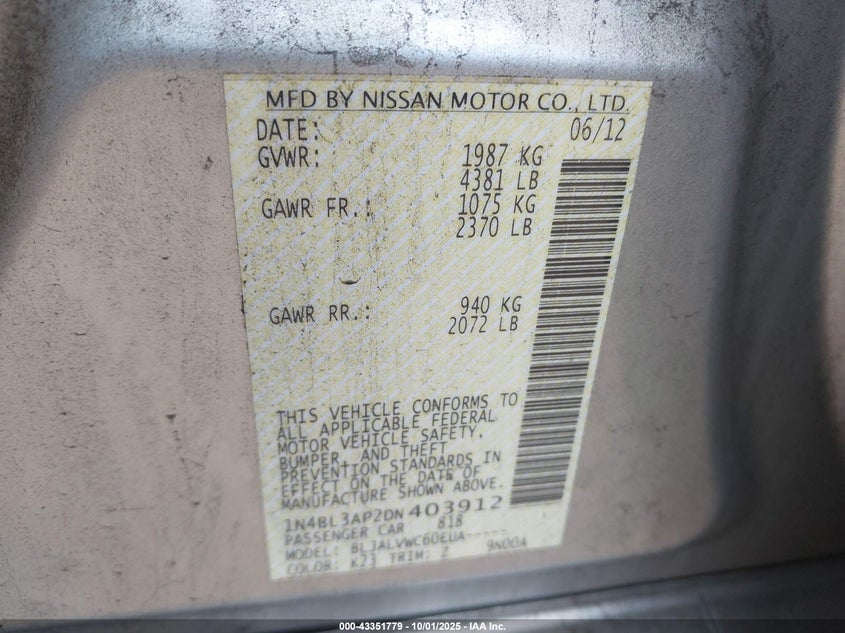 MFD BY NISSAN MOTOR CO., LTD.
DATE: 06/12
GVWR: 1987 KG
4381 LB
GAWR FR.: 1075 KG
2370 LB
GAWR RR.: 940 KG
2072 LB
THIS VEHICLE CONFORMS TO
ALL APPLICABLE FEDERAL
MOTOR VEHICLE SAFETY,
BUMPER, AND THEFT
PREVENTION STANDARDS IN
EFFECT ON THE DATE OF
MANUFACTURE SHOWN ABOVE.
1N4BL3AP2DN403912
PASSENGER CAR 818
MODEL: BLJALVWC60EUA-----
COLOR: K23 TRIM: Z 9N00A
000-43351779 - 10/01/2025 - IAA Inc.